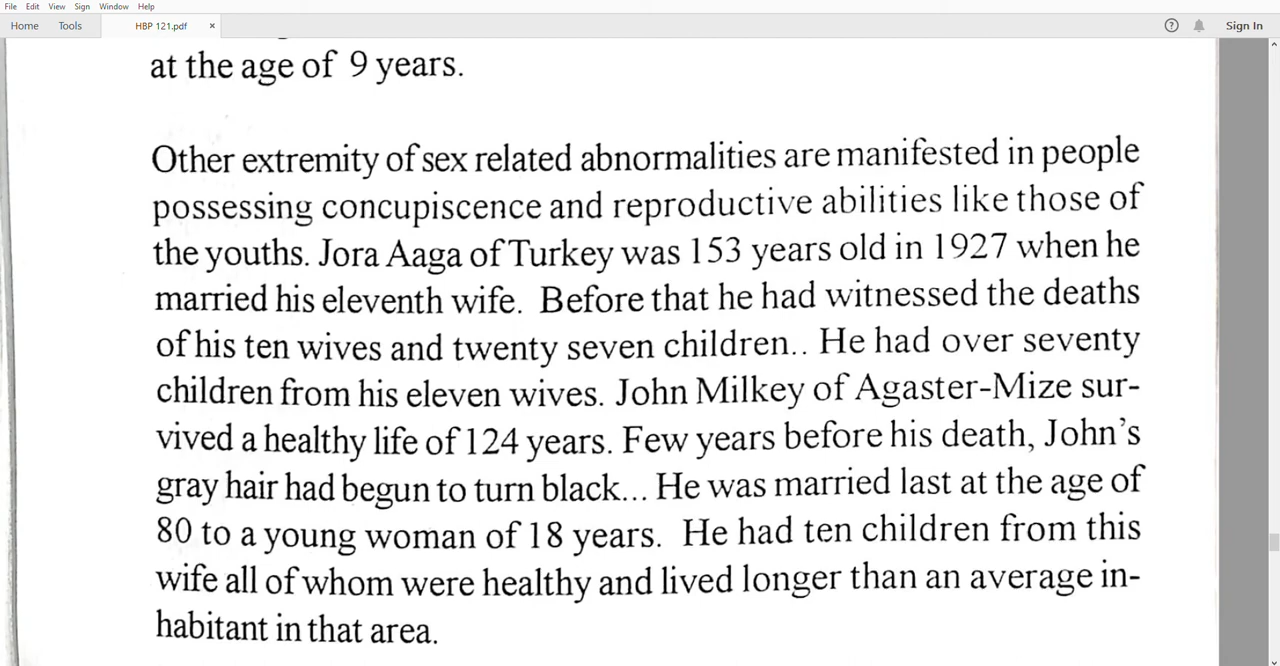 File Edit View Sign Window Help
Home Tools HBP 121.pdf × Sign In
at the age of 9 years.
Other extremity of sex related abnormalities are manifested in people
possessing concupiscence and reproductive abilities like those of
the youths. Jora Aaga of Turkey was 153 years old in 1927 when he
married his eleventh wife. Before that he had witnessed the deaths
of his ten wives and twenty seven children.. He had over seventy
children from his eleven wives. John Milkey of Agaster-Mize sur-
vived a healthy life of 124 years. Few years before his death, John's
gray hair had begun to turn black... He was married last at the age of
80 to a young woman of 18 years. He had ten children from this
wife all of whom were healthy and lived longer than an average in-
habitant in that area.